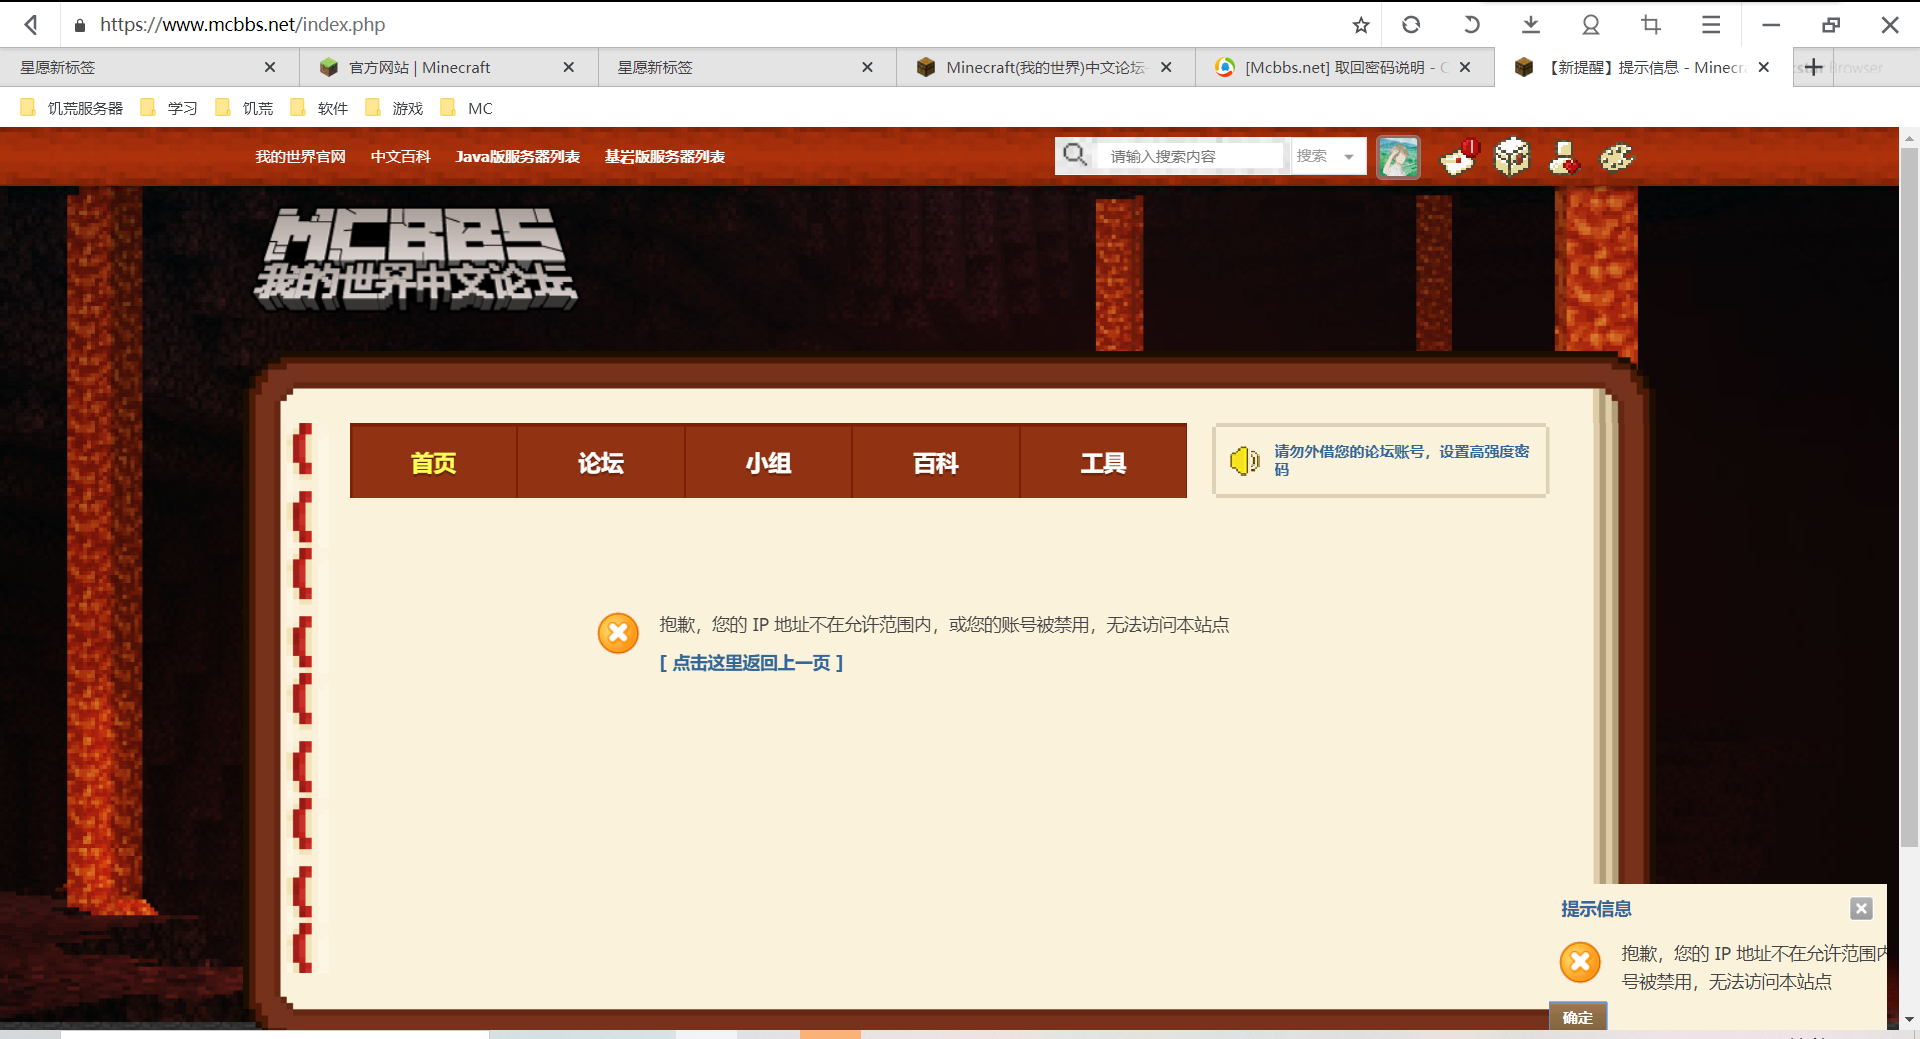 https://www.mcbbs.net/index.php
星愿新标签
官方网站 | Minecraft
星愿新标签
Minecraft(我的世界)中文论坛-
[Mcbbs.net] 取回密码说明 - C
【新提醒】提示信息 - Minecr
Browser
饥荒服务器
学习
饥荒
软件
游戏
MC
我的世界官网
中文百科
Java版服务器列表
基岩版服务器列表
请输入搜索内容
搜索
MCBBS
我的世界中文论坛
首页
论坛
小组
百科
工具
请勿外借您的论坛账号，设置高强度密
码
抱歉，您的 IP 地址不在允许范围内，或您的账号被禁用，无法访问本站点
[ 点击这里返回上一页 ]
提示信息
抱歉，您的 IP 地址不在允许范围内
号被禁用，无法访问本站点
确定